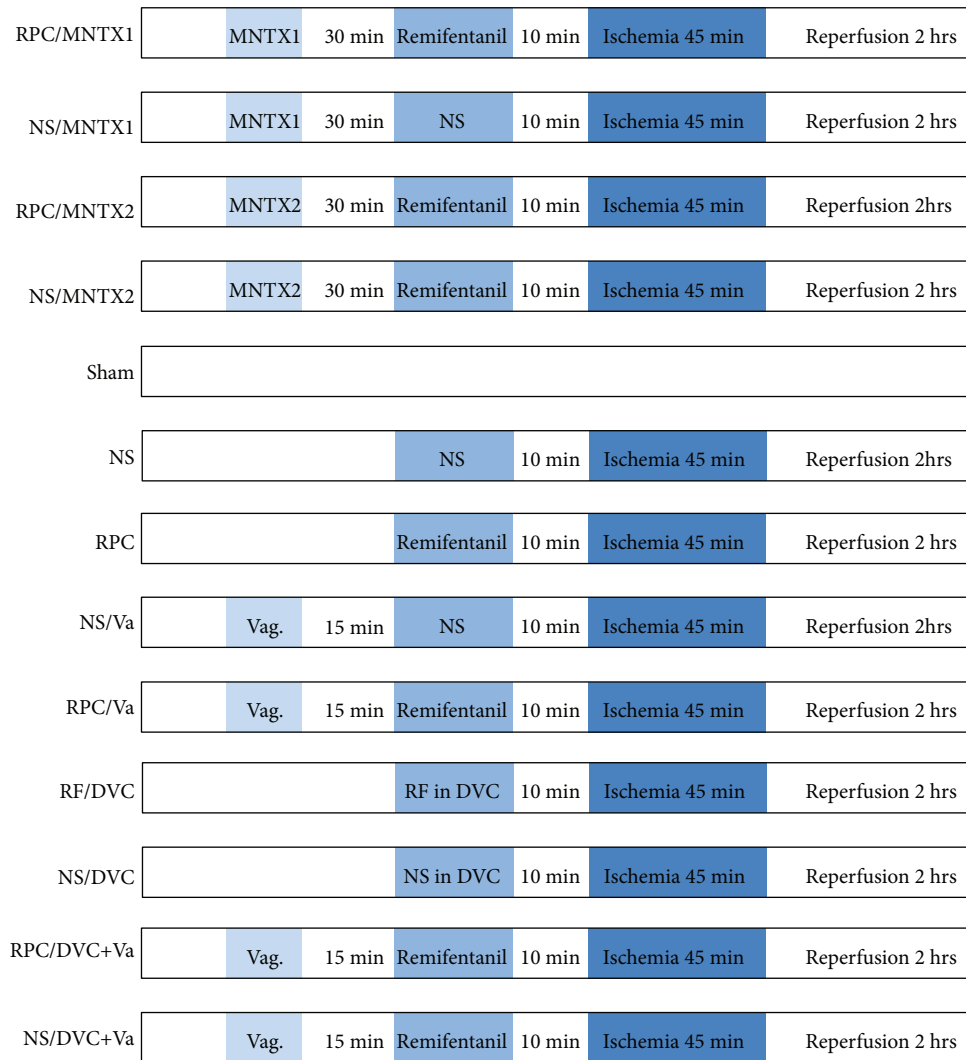 RPC/MNTX1 MNTX1 30 min Remifentanil 10 min Ischemia 45 min Reperfusion 2 hrs
NS/MNTX1 MNTX1 30 min NS 10 min Ischemia 45 min Reperfusion 2 hrs
RPC/MNTX2 MNTX2 30 min Remifentanil 10 min Ischemia 45 min Reperfusion 2hrs
NS/MNTX2 MNTX2 30 min Remifentanil 10 min Ischemia 45 min Reperfusion 2 hrs
Sham
NS NS 10 min Ischemia 45 min Reperfusion 2hrs
RPC Remifentanil 10 min Ischemia 45 min Reperfusion 2 hrs
NS/Va Vag. 15 min NS 10 min Ischemia 45 min Reperfusion 2hrs
RPC/Va Vag. 15 min Remifentanil 10 min Ischemia 45 min Reperfusion 2 hrs
RF/DVC RF in DVC 10 min Ischemia 45 min Reperfusion 2 hrs
NS/DVC NS in DVC 10 min Ischemia 45 min Reperfusion 2 hrs
RPC/DVC+Va Vag. 15 min Remifentanil 10 min Ischemia 45 min Reperfusion 2 hrs
NS/DVC+Va Vag. 15 min Remifentanil 10 min Ischemia 45 min Reperfusion 2 hrs